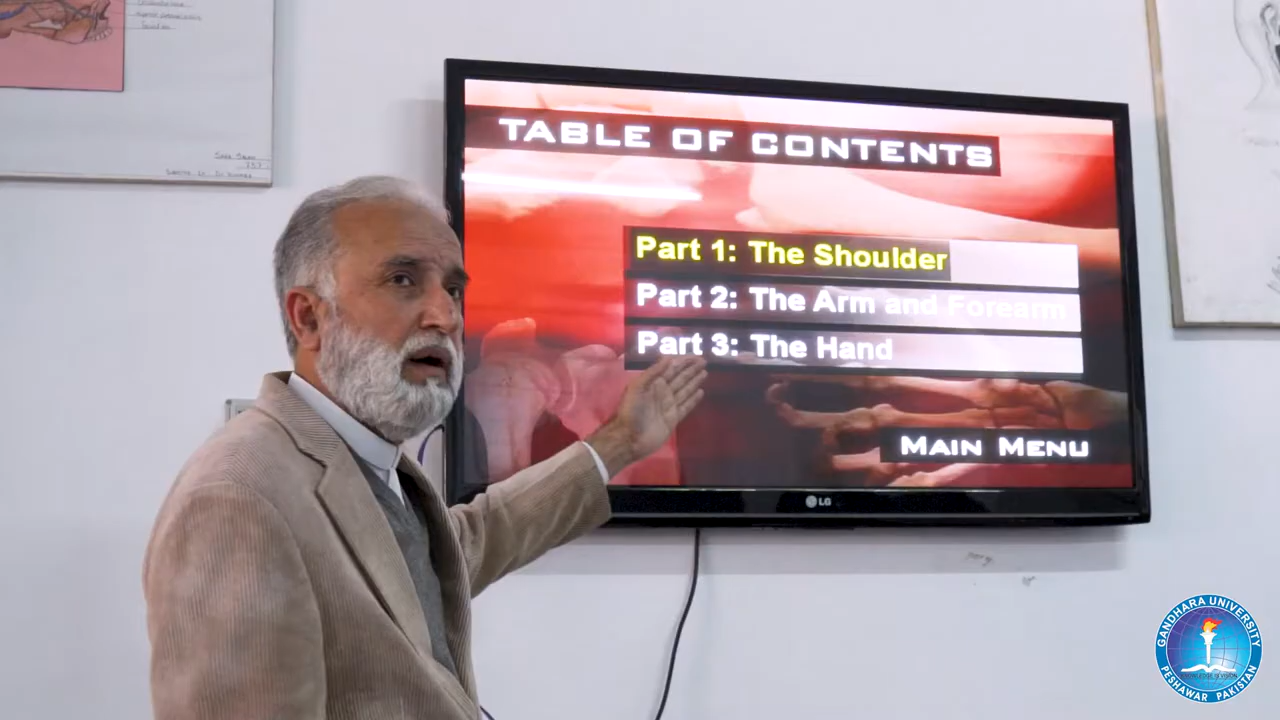 TABLE OF CONTENTS
Part 1: The Shoulder
Part 2: The Arm and Forearm
Part 3: The Hand
MAIN MENU
LG
GANDHARA UNIVERSITY
PESHAWAR PAKISTAN